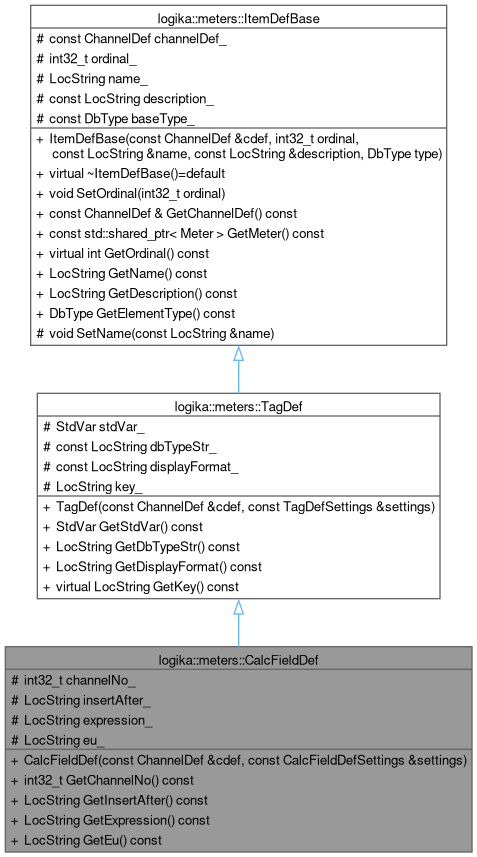 logika::meters::ItemDefBase
# const ChannelDef channelDef_
# int32_t ordinal_
# LocString name_
# const LocString description_
# const DbType baseType_
+ ItemDefBase(const ChannelDef &cdef, int32_t ordinal,
const LocString &name, const LocString &description, DbType type)
+ virtual ~ItemDefBase()=default
+ void SetOrdinal(int32_t ordinal)
+ const ChannelDef & GetChannelDef() const
+ const std::shared_ptr< Meter > GetMeter() const
+ virtual int GetOrdinal() const
+ LocString GetName() const
+ LocString GetDescription() const
+ DbType GetElementType() const
# void SetName(const LocString &name)
logika::meters::TagDef
# StdVar stdVar_
# const LocString dbTypeStr_
# const LocString displayFormat_
# LocString key_
+ TagDef(const ChannelDef &cdef, const TagDefSettings &settings)
+ StdVar GetStdVar() const
+ LocString GetDbTypeStr() const
+ LocString GetDisplayFormat() const
+ virtual LocString GetKey() const
logika::meters::CalcFieldDef
# int32_t channelNo_
# LocString insertAfter_
# LocString expression_
# LocString eu_
+ CalcFieldDef(const ChannelDef &cdef, const CalcFieldDefSettings &settings)
+ int32_t GetChannelNo() const
+ LocString GetInsertAfter() const
+ LocString GetExpression() const
+ LocString GetEu() const